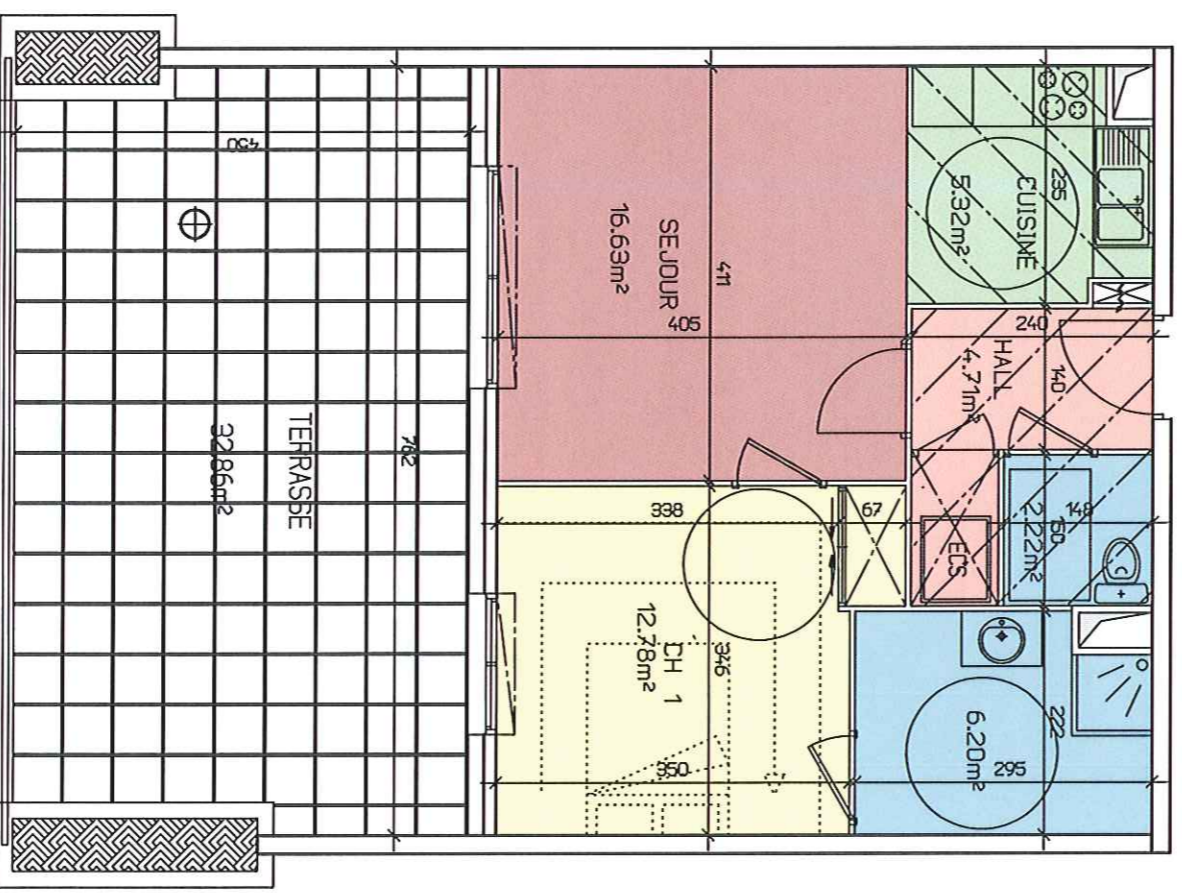 450
TERRASSE
32.86m²
762
SEJOUR
16.63m²
411
405
CUISINE
5.32m²
235
240
HALL
4.71m²
140
338
67
ECS
148
150
2.22m²
CH 1
12.78m²
346
350
6.20m²
222
295